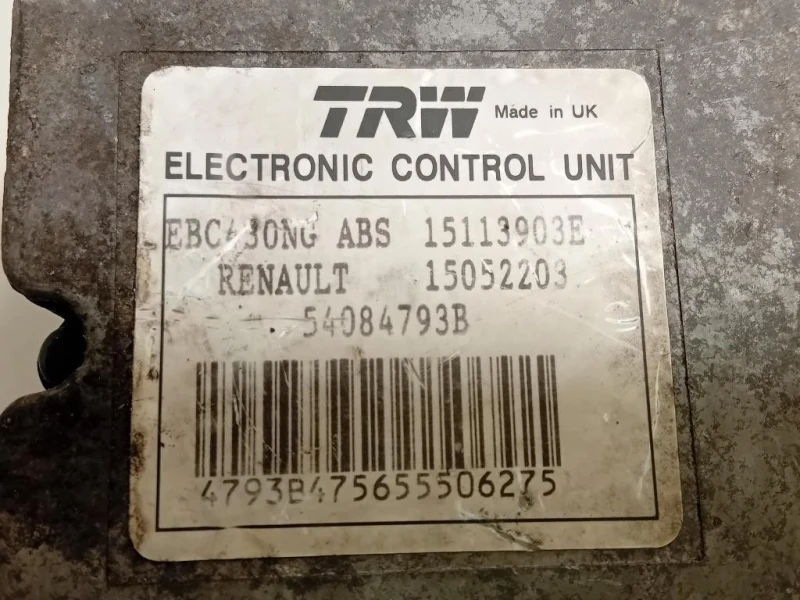 TRW Made in UK
ELECTRONIC CONTROL UNIT
EBC430NG ABS 15113903E
RENAULT 15052203
54084793B
4793B475655506275